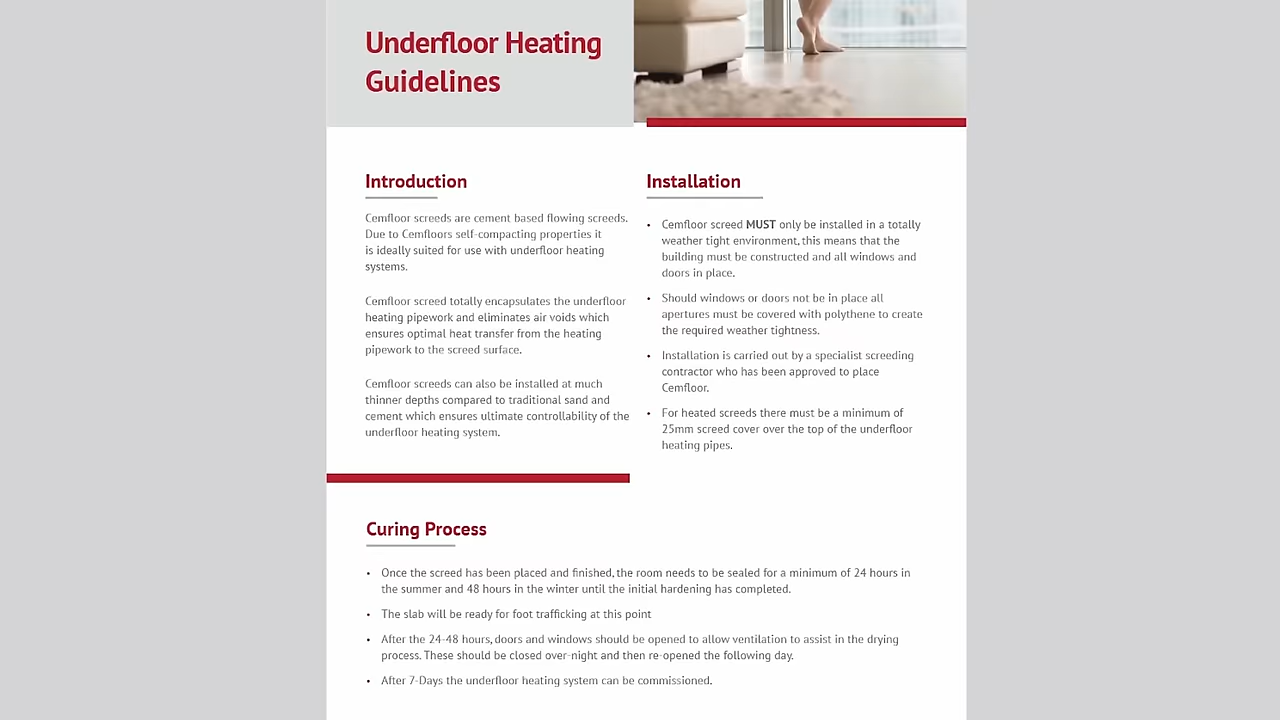 Underfloor Heating
Guidelines
Introduction
Cemfloor screeds are cement based flowing screeds.
Due to Cemfloors self-compacting properties it
is ideally suited for use with underfloor heating
systems.
Cemfloor screed totally encapsulates the underfloor
heating pipework and eliminates air voids which
ensures optimal heat transfer from the heating
pipework to the screed surface.
Cemfloor screeds can also be installed at much
thinner depths compared to traditional sand and
cement which ensures ultimate controllability of the
underfloor heating system.
Installation
• Cemfloor screed MUST only be installed in a totally
weather tight environment, this means that the
building must be constructed and all windows and
doors in place.
• Should windows or doors not be in place all
apertures must be covered with polythene to create
the required weather tightness.
• Installation is carried out by a specialist screeding
contractor who has been approved to place
Cemfloor.
• For heated screeds there must be a minimum of
25mm screed cover over the top of the underfloor
heating pipes.
Curing Process
• Once the screed has been placed and finished, the room needs to be sealed for a minimum of 24 hours in
the summer and 48 hours in the winter until the initial hardening has completed.
• The slab will be ready for foot trafficking at this point
• After the 24-48 hours, doors and windows should be opened to allow ventilation to assist in the drying
process. These should be closed over-night and then re-opened the following day.
• After 7-Days the underfloor heating system can be commissioned.